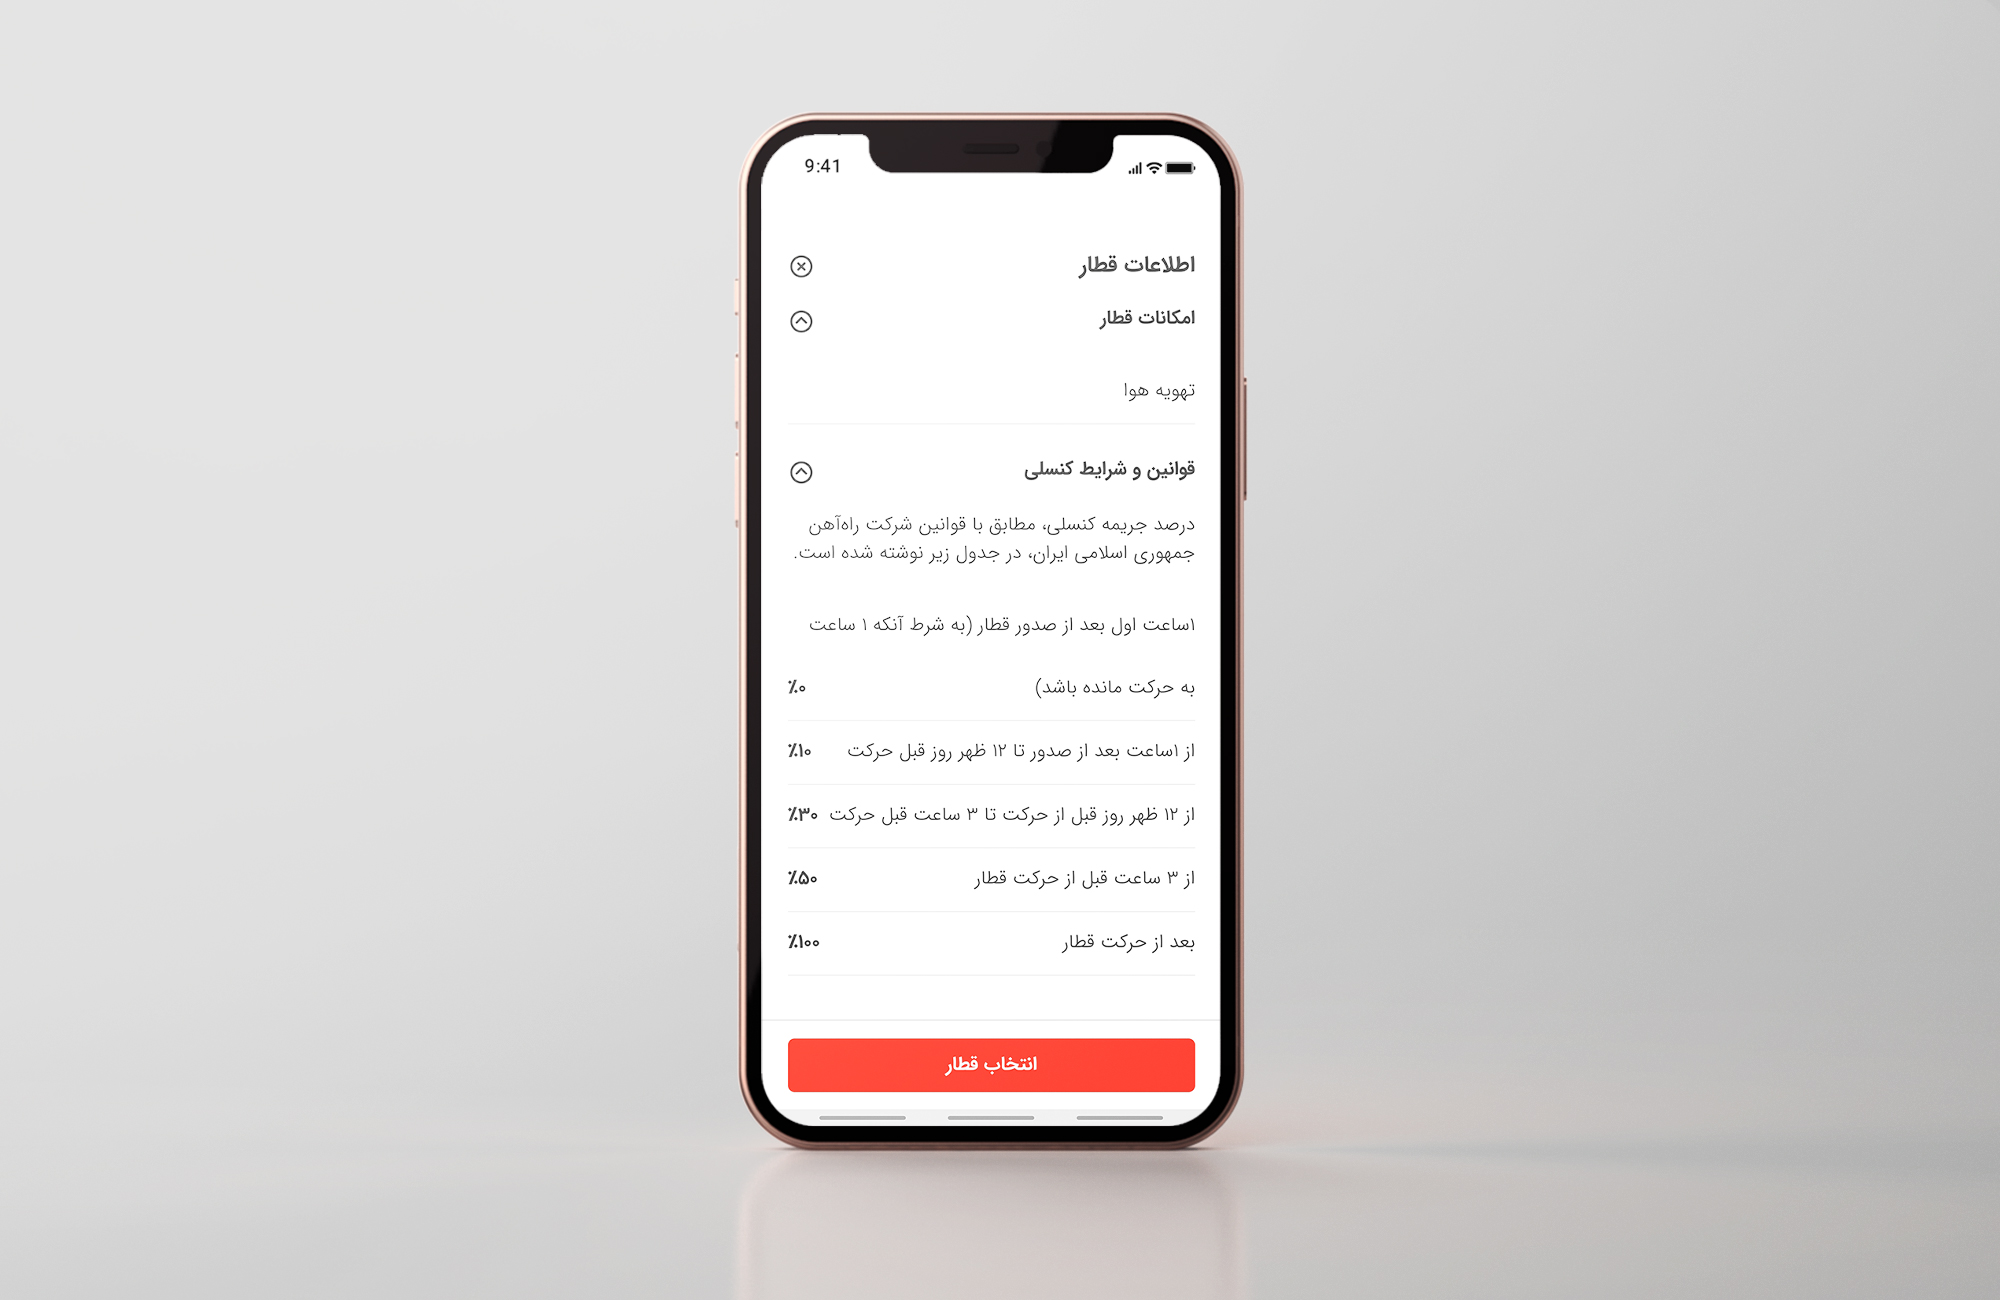 9:41
اطلاعات قطار
امکانات قطار
تهویه هوا
قوانین و شرایط کنسلی
درصد جریمه کنسلی، مطابق با قوانین شرکت راه‌آهن
جمهوری اسلامی ایران، در جدول زیر نوشته شده است.
۱ساعت اول بعد از صدور قطار (به شرط آنکه ۱ ساعت
به حرکت مانده باشد) ٪۰
از ۱ساعت بعد از صدور تا ۱۲ ظهر روز قبل حرکت ٪۱۰
از ۱۲ ظهر روز قبل از حرکت تا ۳ ساعت قبل حرکت ٪۳۰
از ۳ ساعت قبل از حرکت قطار ٪۵۰
بعد از حرکت قطار ٪۱۰۰
انتخاب قطار